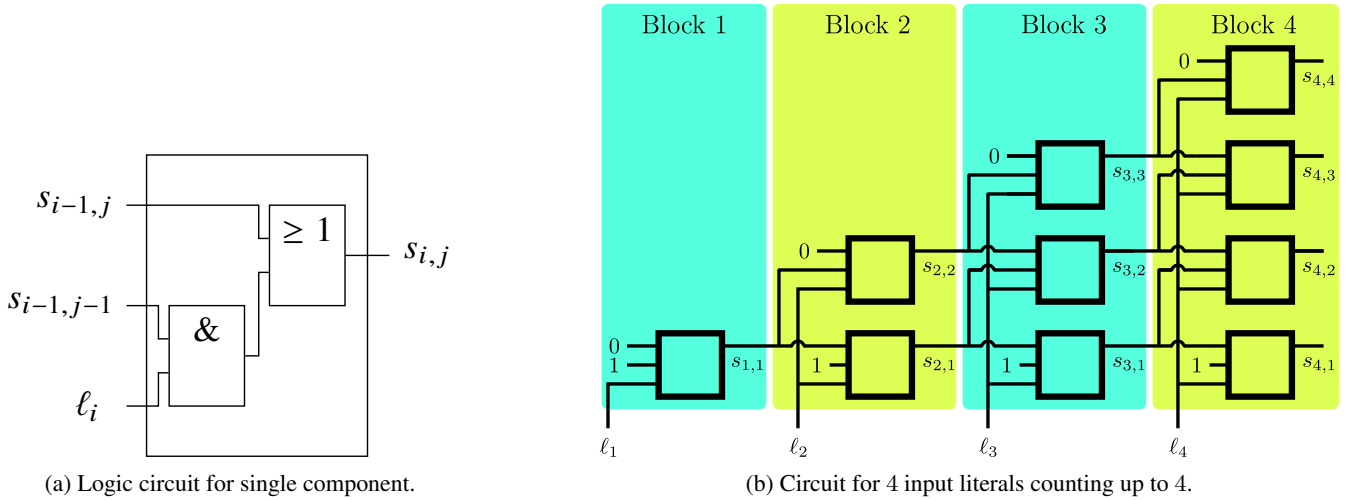 s_{i−1,j}
≥ 1
s_{i,j}
s_{i−1,j−1}
&
ℓ_i
(a) Logic circuit for single component.
Block 1 Block 2 Block 3 Block 4
0
s_{4,4}
0
s_{3,3} s_{4,3}
0
s_{2,2} s_{3,2} s_{4,2}
0
s_{1,1} s_{2,1} s_{3,1} s_{4,1}
1 1 1 1
ℓ_1 ℓ_2 ℓ_3 ℓ_4
(b) Circuit for 4 input literals counting up to 4.